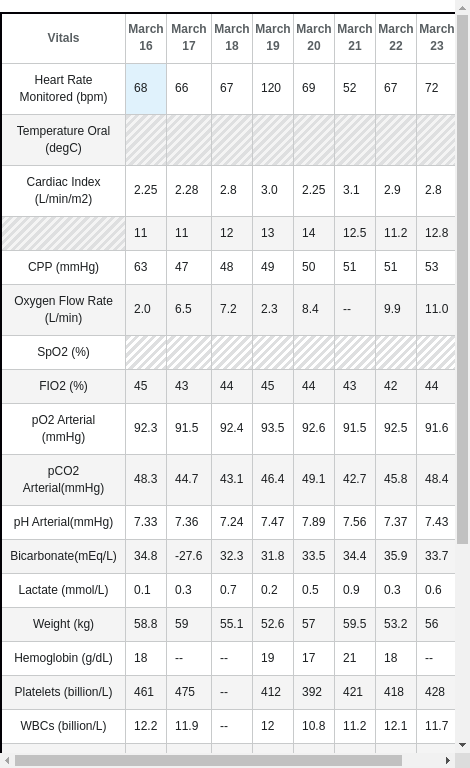 Vitals March 16 March 17 March 18 March 19 March 20 March 21 March 22 March 23
Heart Rate Monitored (bpm) 68 66 67 120 69 52 67 72
Temperature Oral (degC)
Cardiac Index (L/min/m2) 2.25 2.28 2.8 3.0 2.25 3.1 2.9 2.8
11 11 12 13 14 12.5 11.2 12.8
CPP (mmHg) 63 47 48 49 50 51 51 53
Oxygen Flow Rate (L/min) 2.0 6.5 7.2 2.3 8.4 -- 9.9 11.0
SpO2 (%)
FIO2 (%) 45 43 44 45 44 43 42 44
pO2 Arterial (mmHg) 92.3 91.5 92.4 93.5 92.6 91.5 92.5 91.6
pCO2 Arterial(mmHg) 48.3 44.7 43.1 46.4 49.1 42.7 45.8 48.4
pH Arterial(mmHg) 7.33 7.36 7.24 7.47 7.89 7.56 7.37 7.43
Bicarbonate(mEq/L) 34.8 -27.6 32.3 31.8 33.5 34.4 35.9 33.7
Lactate (mmol/L) 0.1 0.3 0.7 0.2 0.5 0.9 0.3 0.6
Weight (kg) 58.8 59 55.1 52.6 57 59.5 53.2 56
Hemoglobin (g/dL) 18 -- -- 19 17 21 18 --
Platelets (billion/L) 461 475 -- 412 392 421 418 428
WBCs (billion/L) 12.2 11.9 -- 12 10.8 11.2 12.1 11.7